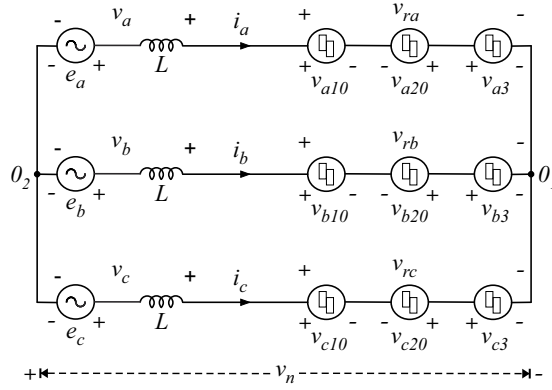 - v_a + i_a + v_ra -
- e_a + L + v_a10 - - v_a20 + + v_a3 -
- v_b + i_b + v_rb -
0_2 0
- e_b + L + v_b10 - - v_b20 + + v_b3 -
- v_c + i_c + v_rc -
- e_c + L + v_c10 - - v_c20 + + v_c3 -
+ v_n -